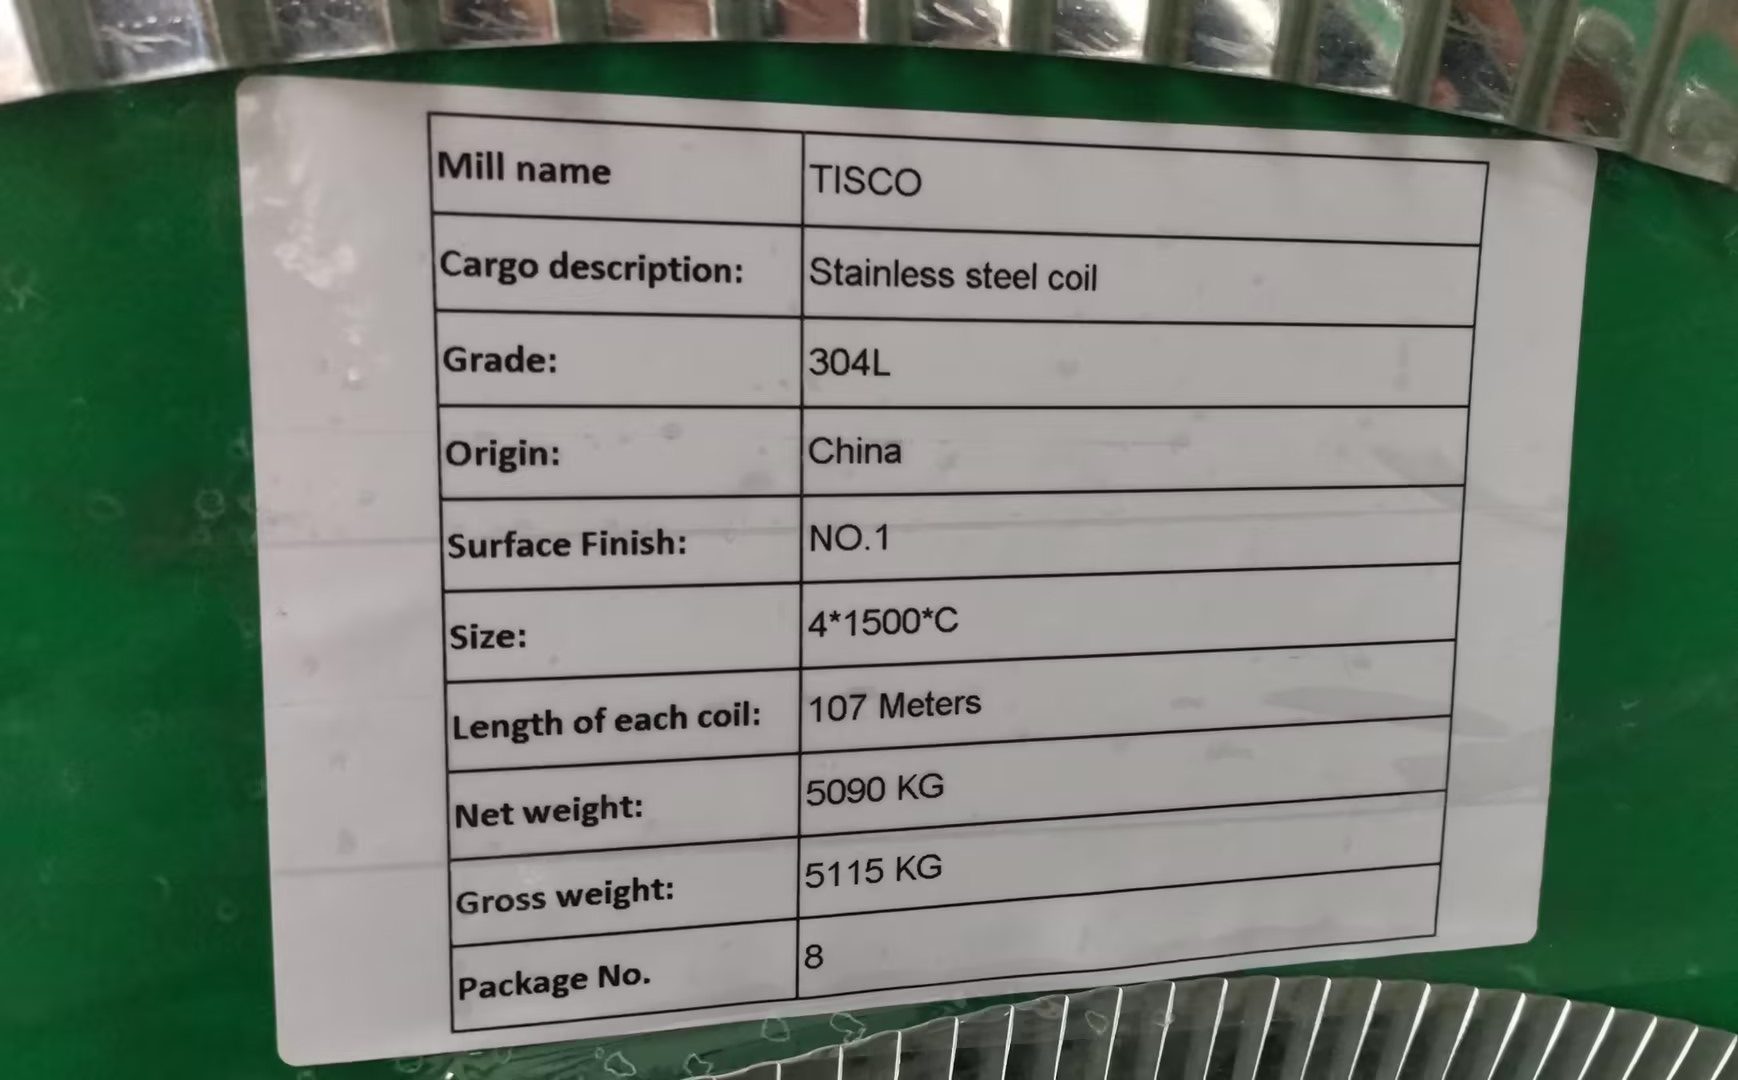 Mill name TISCO
Cargo description: Stainless steel coil
Grade: 304L
Origin: China
Surface Finish: NO.1
Size: 4*1500*C
Length of each coil: 107 Meters
Net weight: 5090 KG
Gross weight: 5115 KG
Package No. 8